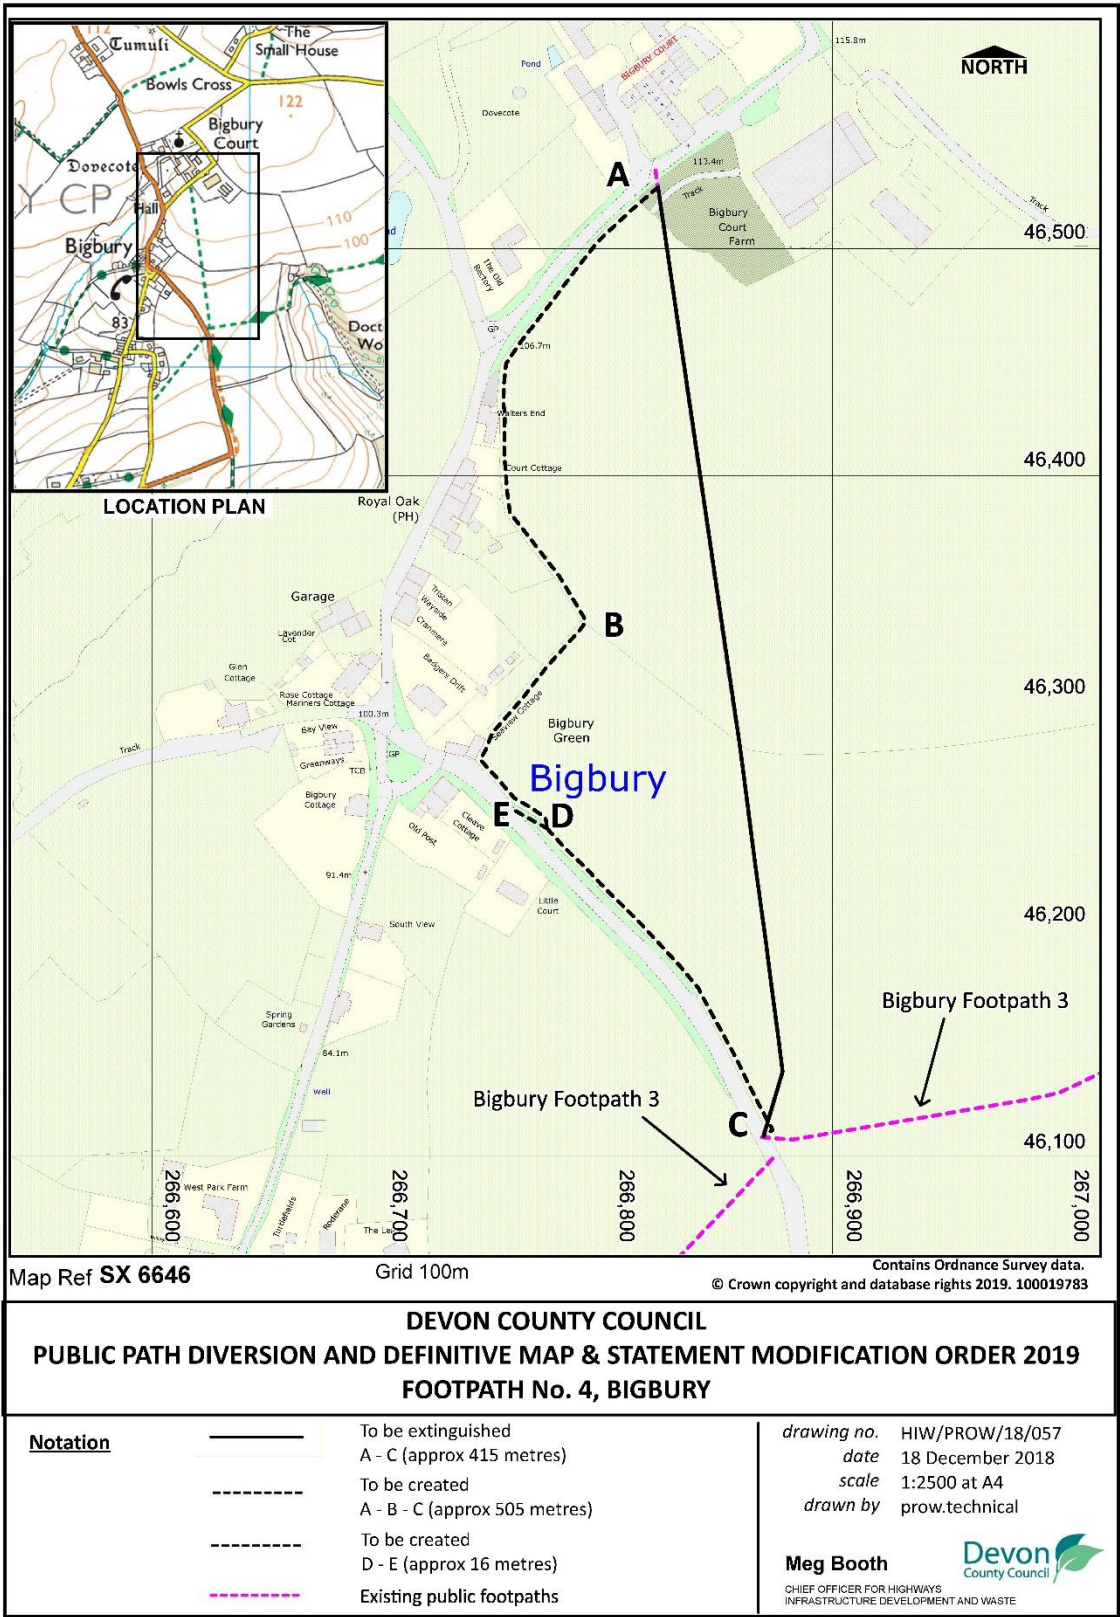 112
Tumuli
The
Small House
Bowls Cross
122
Bigbury
Court
Dovecote
Y CP
Hall
110
100
Bigbury
83
Doct
Wo
LOCATION PLAN
NORTH
115.8m
Pond
BIGBURY COURT
Dovecote
A
113.4m
Track
Bigbury
Court
Farm
Track
46,500
nd
The Old
Rectory
GP
106.7m
Walters End
46,400
Court Cottage
Royal Oak
(PH)
Garage
Tristan
Wayside
Cranmere
B
Lavender
Cot
Badgers Drift
Glen
Cottage
46,300
Rose Cottage
Mariners Cottage
Seaview Cottage
100.3m
Bigbury
Green
Bay View
Track
GP
Greenways
TCB
Bigbury
Bigbury
Cottage
E
D
Cleave
Cottage
Old Post
91.4m
Little
Court
46,200
South View
Bigbury Footpath 3
Spring
Gardens
84.1m
Well
Bigbury Footpath 3
C
46,100
266,600
266,700
266,800
266,900
267,000
West Park Farm
Turtlefields
Roderane
The Lea
Map Ref SX 6646
Grid 100m
Contains Ordnance Survey data.
© Crown copyright and database rights 2019. 100019783
DEVON COUNTY COUNCIL
PUBLIC PATH DIVERSION AND DEFINITIVE MAP & STATEMENT MODIFICATION ORDER 2019
FOOTPATH No. 4, BIGBURY
Notation
To be extinguished
A - C (approx 415 metres)
To be created
A - B - C (approx 505 metres)
To be created
D - E (approx 16 metres)
Existing public footpaths
drawing no. HIW/PROW/18/057
date 18 December 2018
scale 1:2500 at A4
drawn by prow.technical
Meg Booth
CHIEF OFFICER FOR HIGHWAYS
INFRASTRUCTURE DEVELOPMENT AND WASTE
Devon
County Council